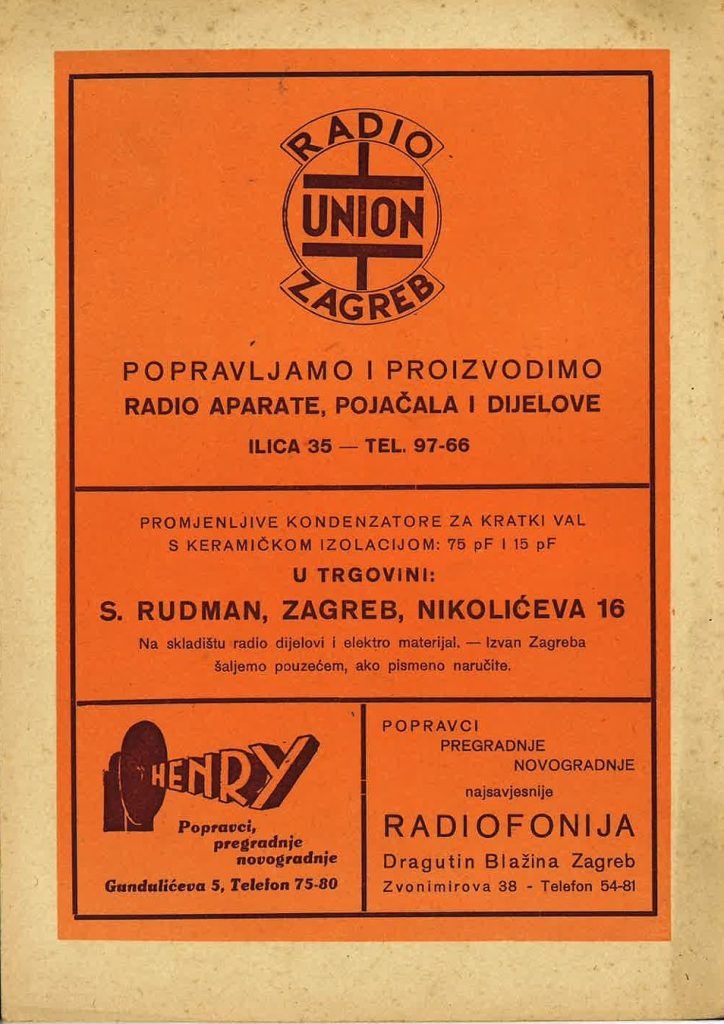 RADIO
UNION
ZAGREB
POPRAVLJAMO I PROIZVODIMO
RADIO APARATE, POJAČALA I DIJELOVE
ILICA 35 — TEL. 97-66
PROMJENLJIVE KONDENZATORE ZA KRATKI VAL
S KERAMIČKOM IZOLACIJOM: 75 pF I 15 pF
U TRGOVINI:
S. RUDMAN, ZAGREB, NIKOLIĆEVA 16
Na skladištu radio dijelovi i elektro materijal. — Izvan Zagreba
šaljemo pouzećem, ako pismeno naručite.
HENRY
Popravci,
pregradnje
novogradnje
Gundulićeva 5, Telefon 75-80
POPRAVCI
PREGRADNJE
NOVOGRADNJE
najsavjesnije
RADIOFONIJA
Dragutin Blažina Zagreb
Zvonimirova 38 - Telefon 54-81